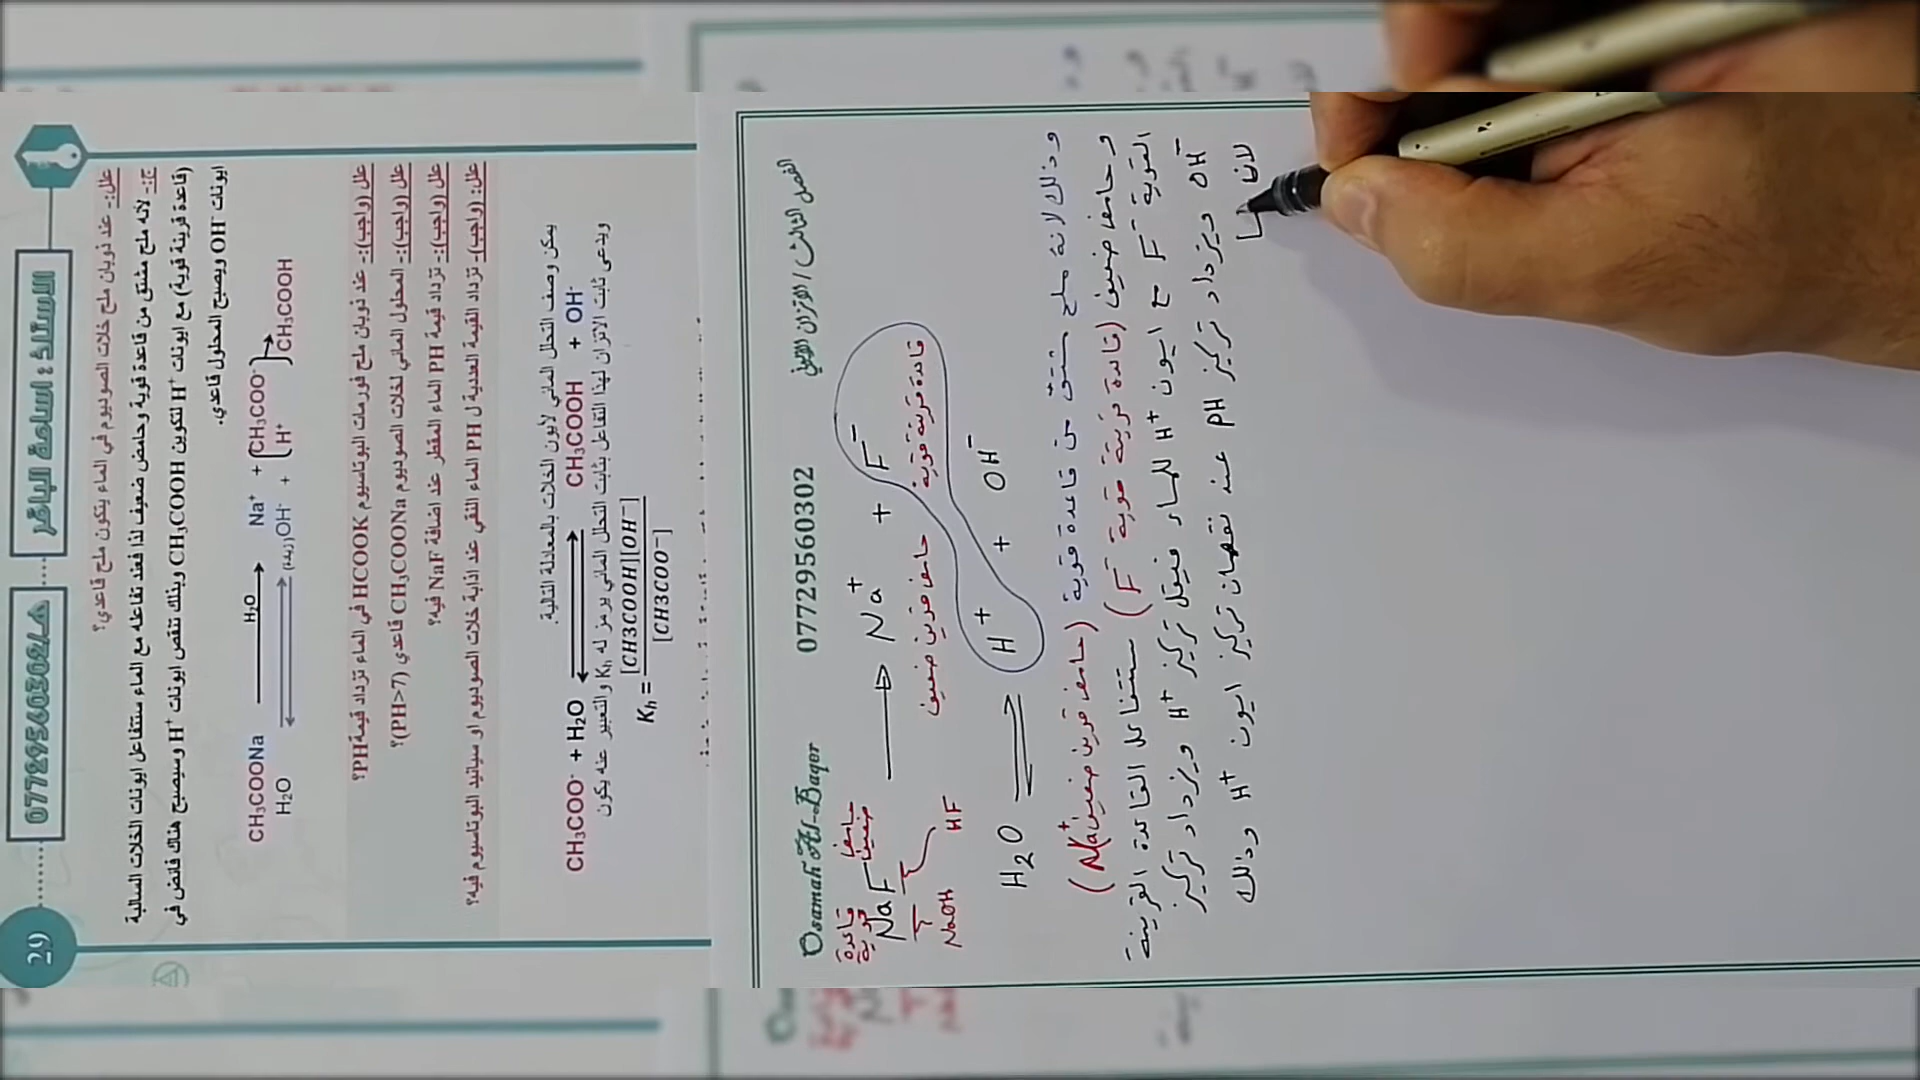 29
07729560302
الأستاذ : اسامة الباقر
علل:- عند ذوبان ملح خلات الصوديوم في الماء يتكون ملح قاعدي؟
ج:- لأنه ملح مشتق من قاعدة قوية وحامض ضعيف لذا فعند تفاعله مع الماء ستتفاعل ايونات الخلات السالبة
(قاعدة قرينة قوية) مع ايونات H⁺ لتكوين CH₃COOH وبذلك تنقص ايونات H⁺ وسيصبح هناك فائض في
ايونات OH⁻ ويصبح المحلول قاعدي.
CH₃COONa H₂O Na⁺ + CH₃COO⁻ CH₃COOH
H₂O OH⁻ (زيادة) + H⁺
علل (واجب):- عند ذوبان ملح فورمات البوتاسيوم HCOOK في الماء تزداد قيمة PH؟
علل (واجب):- المحلول المائي لخلات الصوديوم CH₃COONa قاعدي (PH>7)؟
علل (واجب):- تزداد قيمة PH الماء المقطر عند اضافة NaF فيه؟
علل: (واجب):- تزداد القيمة العددية ل PH الماء النقي عند اذابة خلات الصوديوم او سيانيد البوتاسيوم فيه؟
يمكن وصف التحلل المائي لأيون الخلات بالمعادلة التالية.
CH₃COO⁻ + H₂O ⇌ CH₃COOH + OH⁻
ويدعى ثابت الاتزان لهذا التفاعل بثابت التحلل المائي يرمز له Kh والتعبير عنه يكون
Kh = [CH3COOH][OH⁻] / [CH3COO⁻]
Osamah Al-Baqer 07729560302 الفصل الثالث / الاتزان الايوني
قاعدة قوية حامض ضعيف
NaF → Na⁺ + F⁻
NaOH HF حامض قرين ضعيف قاعدة قرينة قوية
H₂O ⇌ H⁺ + OH⁻
وذلك لانه ملح مشتق من قاعدة قوية (حامض قرين ضعيف Na⁺)
وحامض ضعيف (قاعدة قرينة قوية F⁻) ستتفاعل القاعدة القرينة
القوية F⁻ مع ايون H⁺ للماء فيقل تركيز H⁺ ويزداد تركيز
OH⁻ ويزداد تركيز PH عند نقصان تركيز ايون H⁺ وذلك
لان